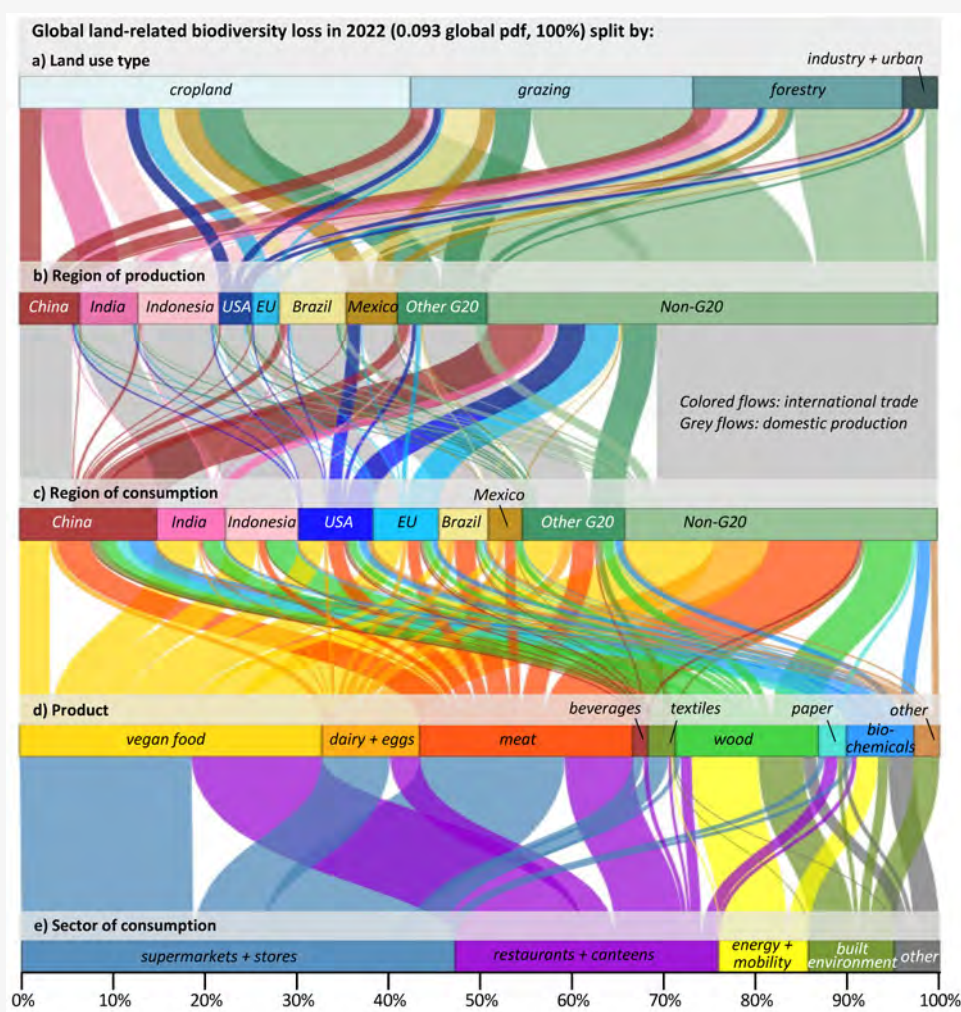 Global land-related biodiversity loss in 2022 (0.093 global pdf, 100%) split by:
a) Land use type
industry + urban
cropland
grazing
forestry
b) Region of production
China
India
Indonesia
USA
EU
Brazil
Mexico
Other G20
Non-G20
Colored flows: international trade
Grey flows: domestic production
c) Region of consumption
Mexico
China
India
Indonesia
USA
EU
Brazil
Other G20
Non-G20
d) Product
beverages
textiles
paper
other
vegan food
dairy + eggs
meat
wood
bio-
chemicals
e) Sector of consumption
supermarkets + stores
restaurants + canteens
energy +
mobility
built
environment
other
0%
10%
20%
30%
40%
50%
60%
70%
80%
90%
100%